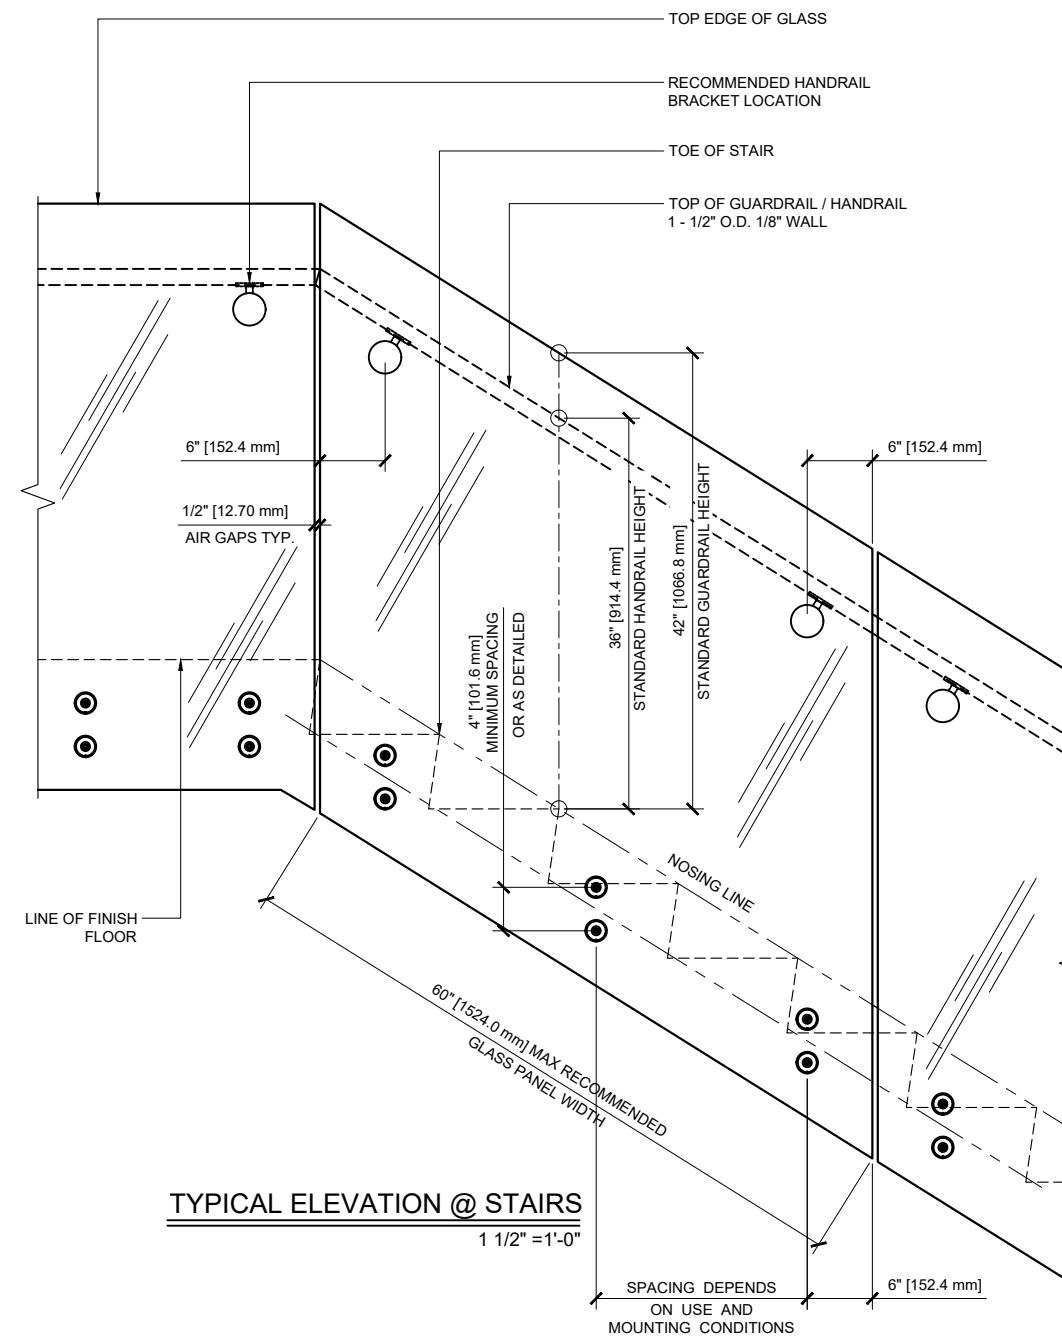 TOP EDGE OF GLASS
RECOMMENDED HANDRAIL
BRACKET LOCATION
TOE OF STAIR
TOP OF GUARDRAIL / HANDRAIL
1 - 1/2" O.D. 1/8" WALL
6" [152.4 mm]
6" [152.4 mm]
1/2" [12.70 mm]
AIR GAPS TYP.
4" [101.6 mm]
MINIMUM SPACING
OR AS DETAILED
36" [914.4 mm]
STANDARD HANDRAIL HEIGHT
42" [1066.8 mm]
STANDARD GUARDRAIL HEIGHT
NOSING LINE
LINE OF FINISH
FLOOR
60" [1524.0 mm] MAX RECOMMENDED
GLASS PANEL WIDTH
TYPICAL ELEVATION @ STAIRS
1 1/2" =1'-0"
SPACING DEPENDS
ON USE AND
MOUNTING CONDITIONS
6" [152.4 mm]